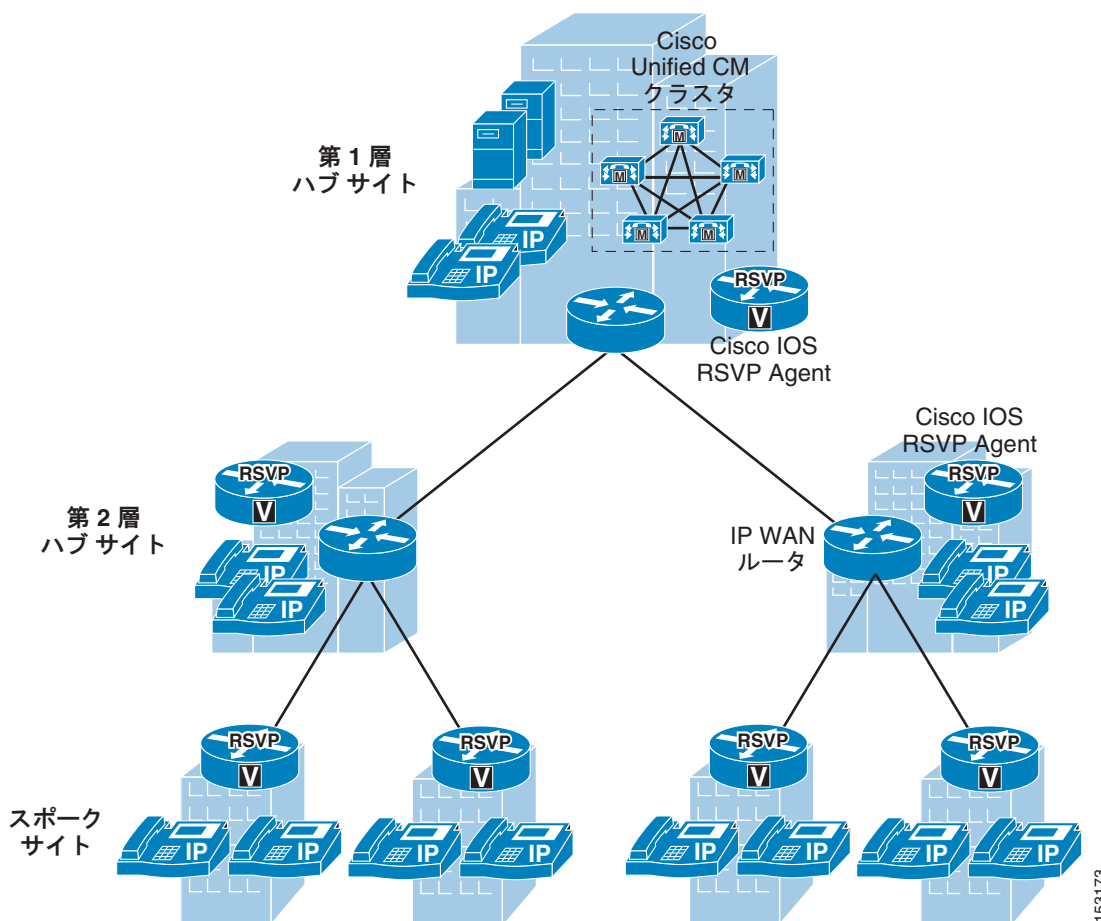 Cisco
Unified CM
クラスタ
M
M
M
M
M
第 1 層
ハブ サイト
IP
IP
RSVP
V
Cisco IOS
RSVP Agent
Cisco IOS
RSVP Agent
RSVP
V
RSVP
V
第 2 層
ハブ サイト
IP WAN
ルータ
IP
IP
IP
IP
RSVP
V
RSVP
V
RSVP
V
RSVP
V
スポーク
サイト
IP
IP
IP
IP
IP
IP
IP
IP
153173